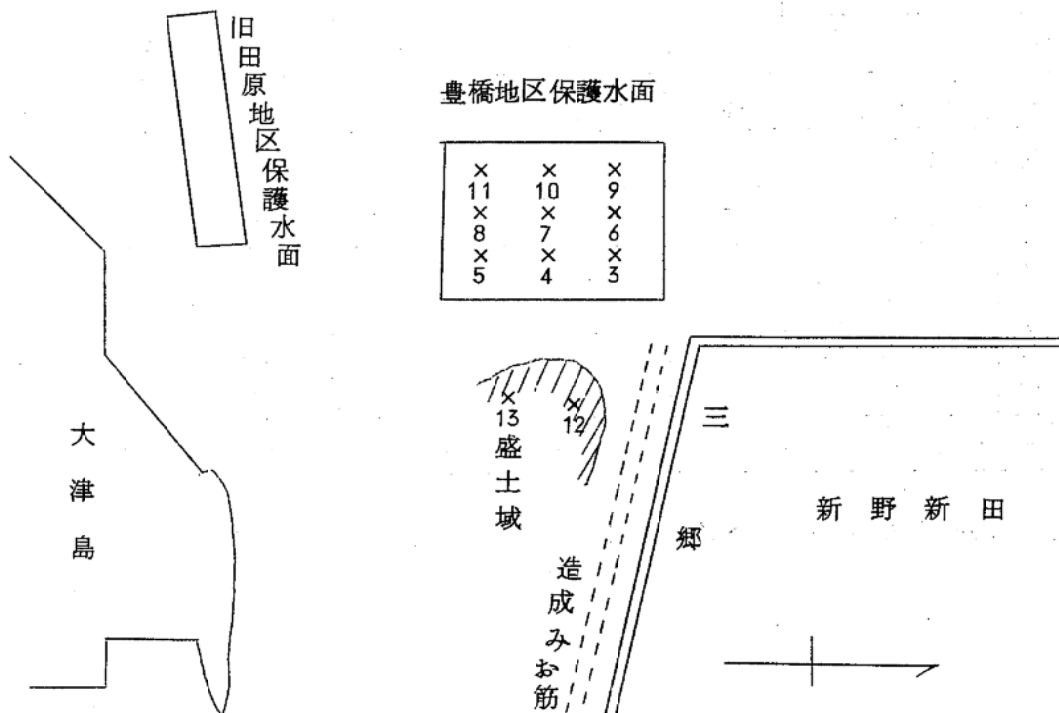 旧田原地区保護水面
豊橋地区保護水面
× × ×
11 10 9
× × ×
8 7 6
× × ×
5 4 3
× ×
13 12
盛土域
三郷
新野新田
大津島
造成みお筋